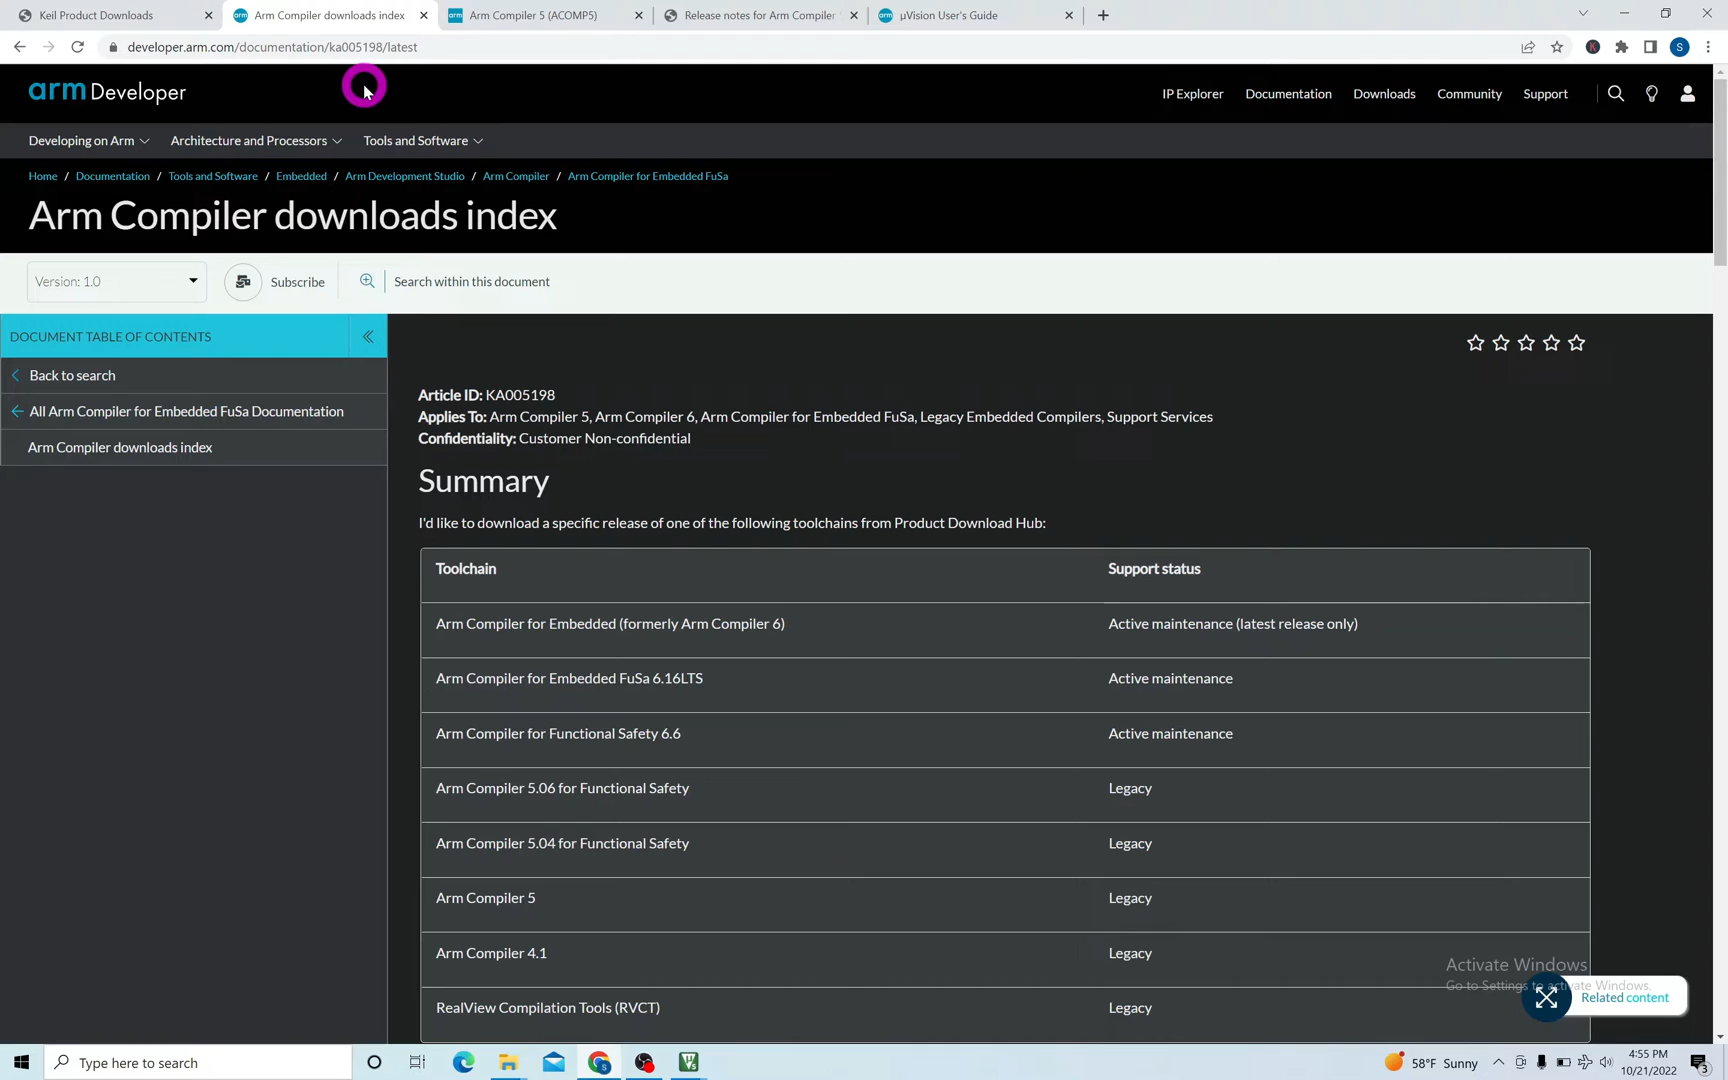 Keil Product Downloads
Arm Compiler downloads index
arm Arm Compiler 5 (ACOMP5)
Release notes for Arm Compiler
arm µVision User's Guide
developer.arm.com/documentation/ka005198/latest
K
S
arm Developer
IP Explorer Documentation Downloads Community Support
Developing on Arm Architecture and Processors Tools and Software
Home / Documentation / Tools and Software / Embedded / Arm Development Studio / Arm Compiler / Arm Compiler for Embedded FuSa
Arm Compiler downloads index
Version: 1.0 Subscribe Search within this document
DOCUMENT TABLE OF CONTENTS
Back to search
All Arm Compiler for Embedded FuSa Documentation
Arm Compiler downloads index
Article ID: KA005198
Applies To: Arm Compiler 5, Arm Compiler 6, Arm Compiler for Embedded FuSa, Legacy Embedded Compilers, Support Services
Confidentiality: Customer Non-confidential
Summary
I'd like to download a specific release of one of the following toolchains from Product Download Hub:
Toolchain Support status
Arm Compiler for Embedded (formerly Arm Compiler 6) Active maintenance (latest release only)
Arm Compiler for Embedded FuSa 6.16LTS Active maintenance
Arm Compiler for Functional Safety 6.6 Active maintenance
Arm Compiler 5.06 for Functional Safety Legacy
Arm Compiler 5.04 for Functional Safety Legacy
Arm Compiler 5 Legacy
Arm Compiler 4.1 Legacy
RealView Compilation Tools (RVCT) Legacy
Activate Windows
Go to Settings to activate Windows.
Related content
Type here to search
58°F Sunny
4:55 PM
10/21/2022
3